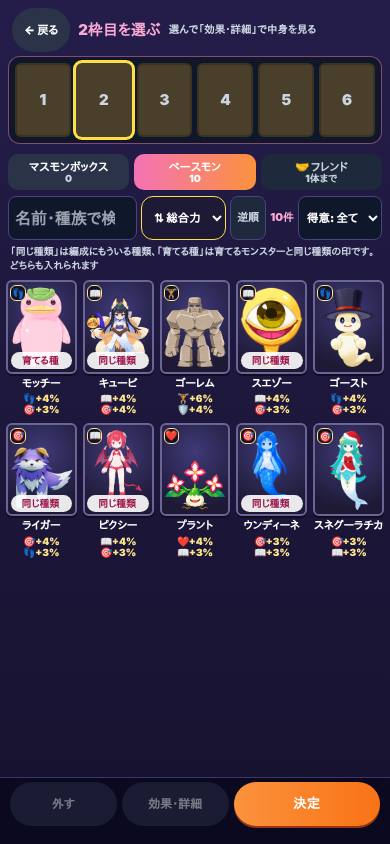 ← 戻る
2枠目を選ぶ 選んで「効果・詳細」で中身を見る
1 2 3 4 5 6
マスモンボックス
0
ベースモン
10
🤝フレンド
1体まで
名前・種族で検
⇅ 総合力
逆順
10件
得意: 全て
「同じ種類」は編成にもういる種類、「育てる種」は育てるモンスターと同じ種類の印です。
どちらも入れられます
育てる種 同じ種類 同じ種類
モッチー キュービ ゴーレム スエゾー ゴースト
👣+4% 📖+4% 🏋+6% 📖+4% 👣+4%
🎯+3% 🎯+4% 🛡+4% 🎯+3% 🎯+3%
同じ種類 同じ種類 同じ種類
ライガー ピクシー プラント ウンディーネ スネグーラチカ
🎯+4% 📖+4% ❤️+4% 🎯+3% 🎯+3%
👣+3% 🎯+3% 📖+3% 📖+3% 📖+3%
外す 効果・詳細 決定